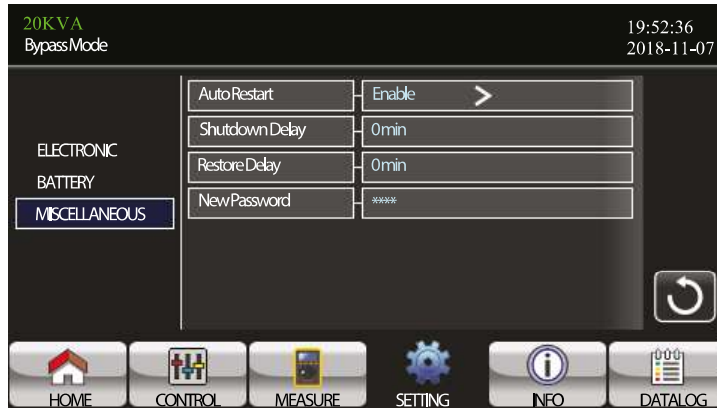 20KVA
Bypass Mode
19:52:36
2018-11-07
ELECTRONIC
BATTERY
MISCELLANEOUS
Auto Restart Enable >
Shutdown Delay 0min
Restore Delay 0min
New Password ****
HOME CONTROL MEASURE SETTING INFO DATALOG